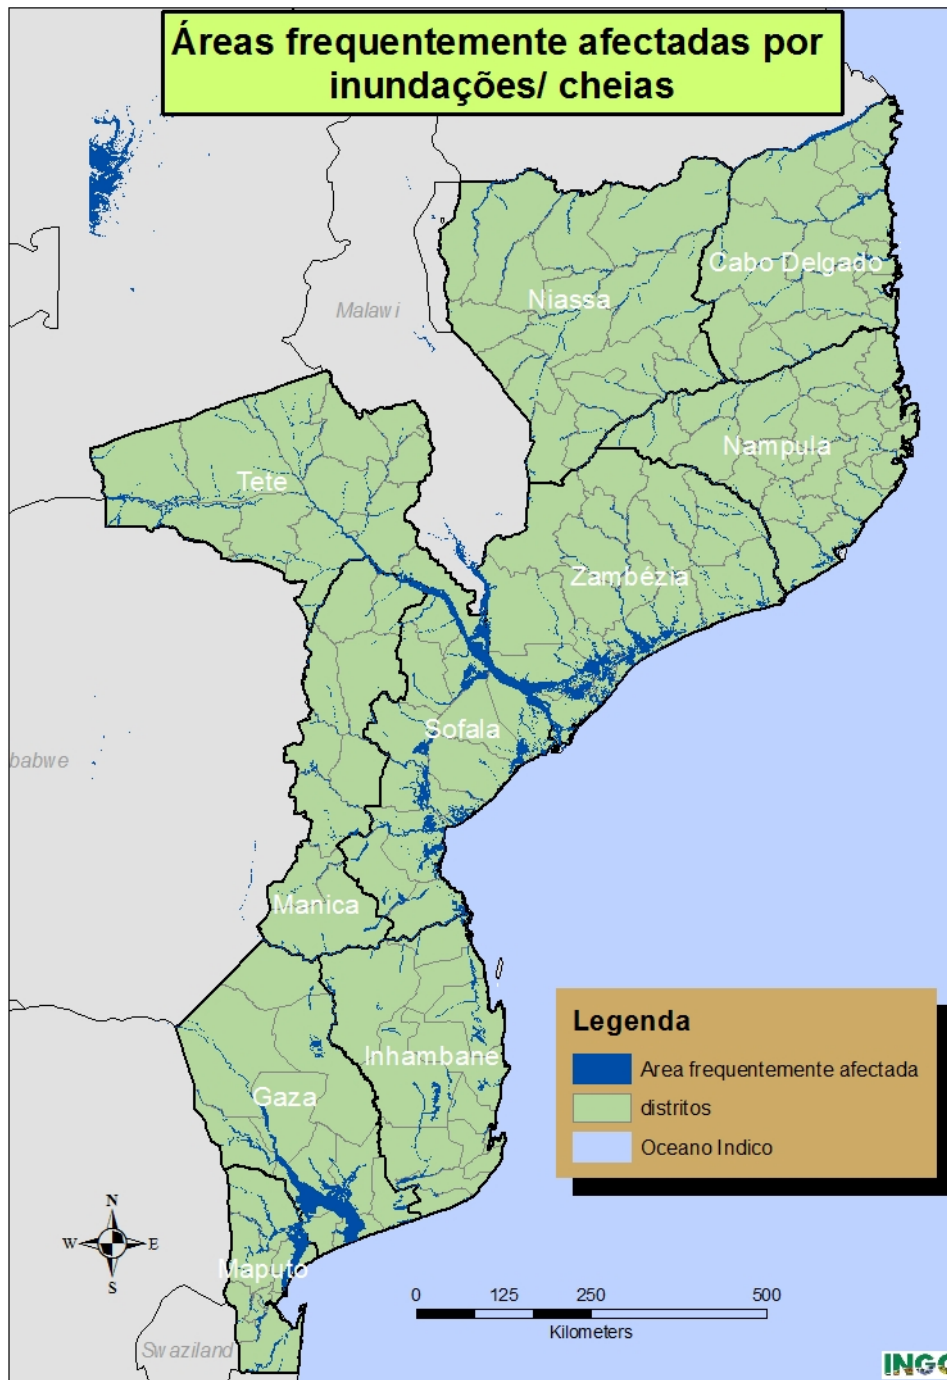 Áreas frequentemente afectadas por
inundações/ cheias
Cabo Delgado
Niassa
Malawi
Nampula
Tete
Zambézia
Sofala
babwe
Manica
Inhambane
Gaza
Maputo
Swaziland
Legenda
Area frequentemente afectada
distritos
Oceano Indico
N
W E
S
0 125 250 500
Kilometers
INGC